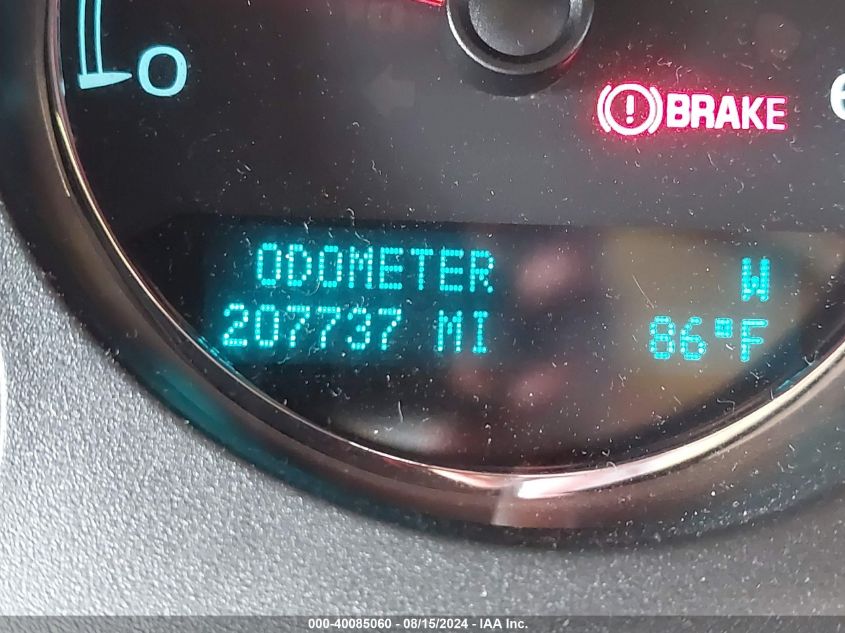 0
BRAKE
ODOMETER W
207737 MI 86°F
000-40085060 - 08/15/2024 - IAA Inc.